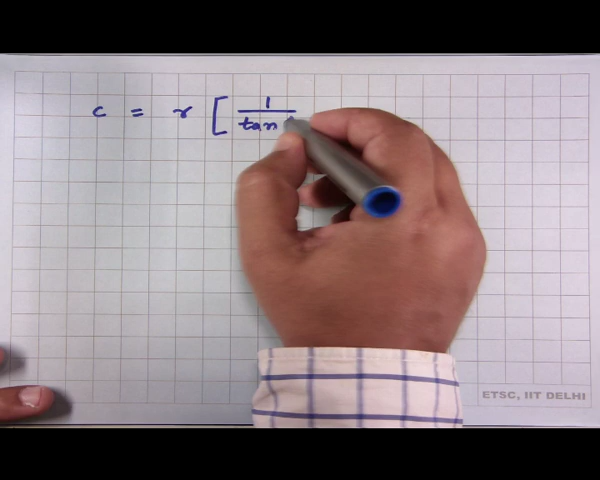 c = r [ 1 / tan
ETSC, IIT DELHI